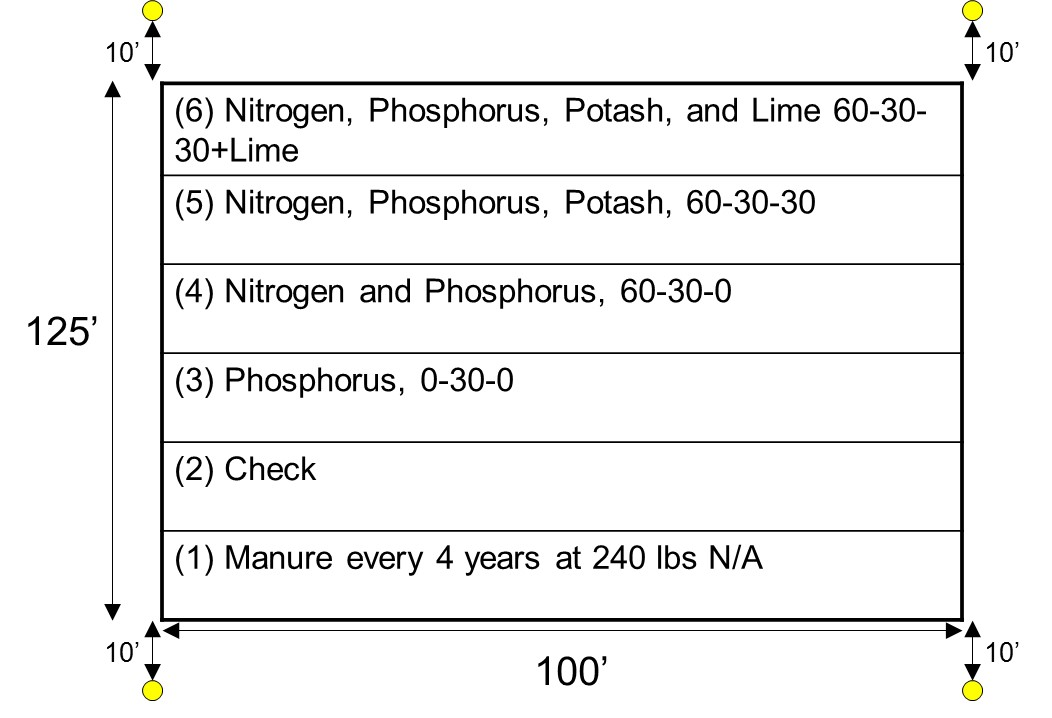 10’
10’
(6) Nitrogen, Phosphorus, Potash, and Lime 60-30-
30+Lime
(5) Nitrogen, Phosphorus, Potash, 60-30-30
(4) Nitrogen and Phosphorus, 60-30-0
125’
(3) Phosphorus, 0-30-0
(2) Check
(1) Manure every 4 years at 240 lbs N/A
10’
10’
100’